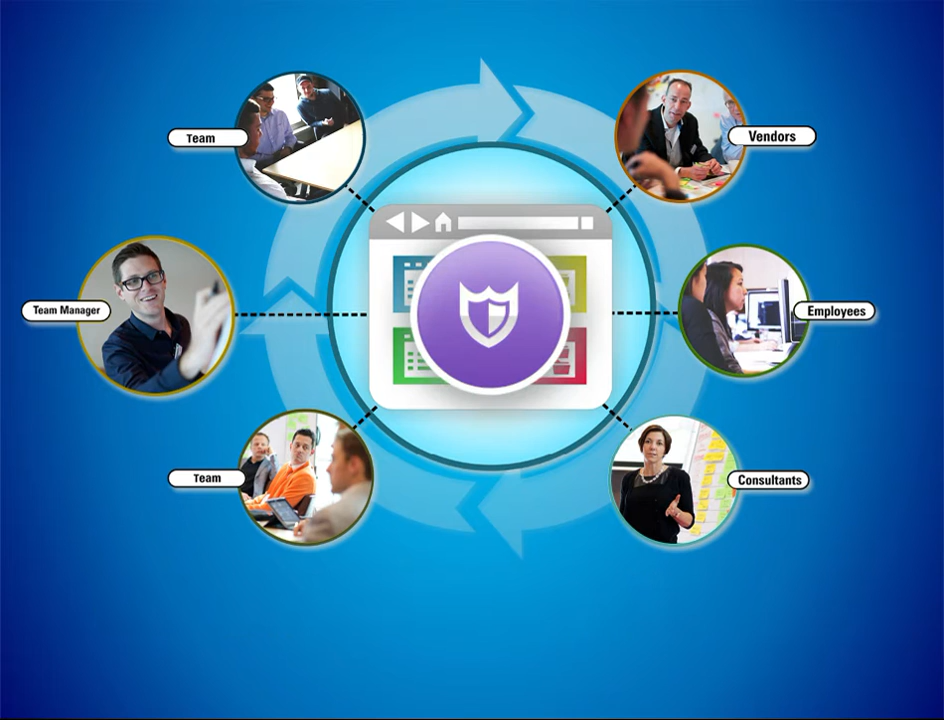 Team
Vendors
Team Manager
Employees
Team
Consultants